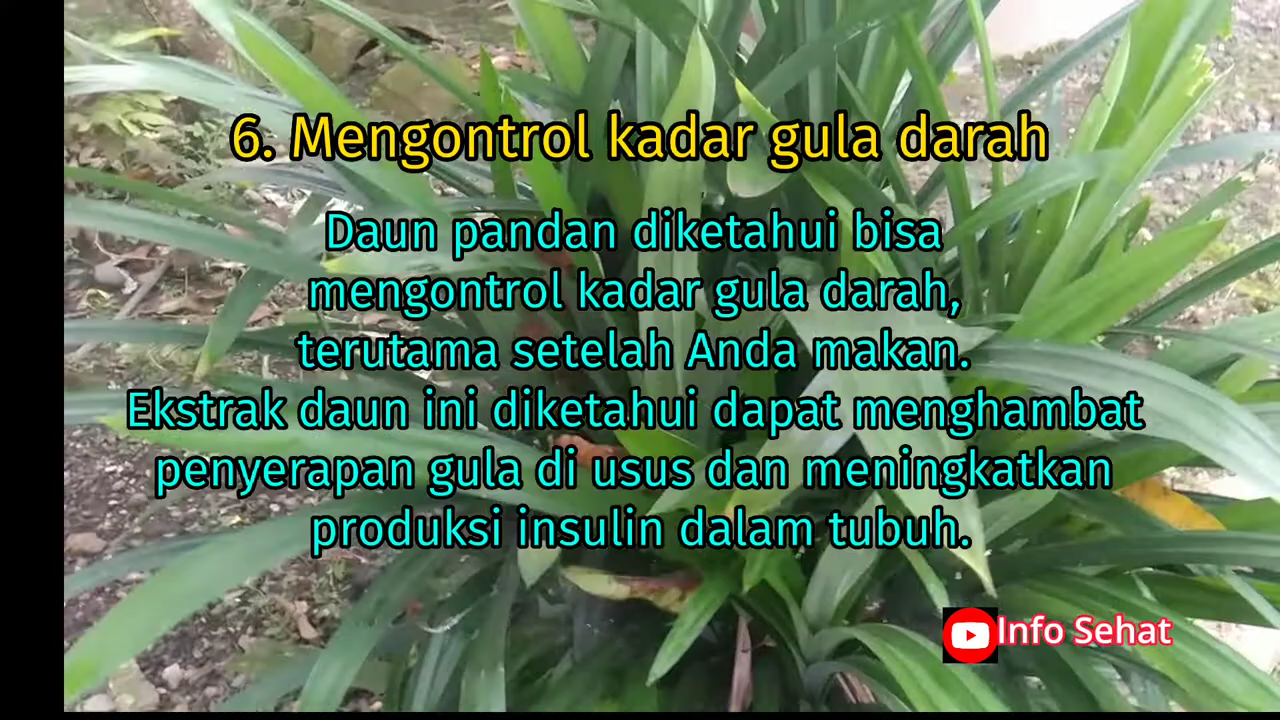 6. Mengontrol kadar gula darah
Daun pandan diketahui bisa
mengontrol kadar gula darah,
terutama setelah Anda makan.
Ekstrak daun ini diketahui dapat menghambat
penyerapan gula di usus dan meningkatkan
produksi insulin dalam tubuh.
Info Sehat